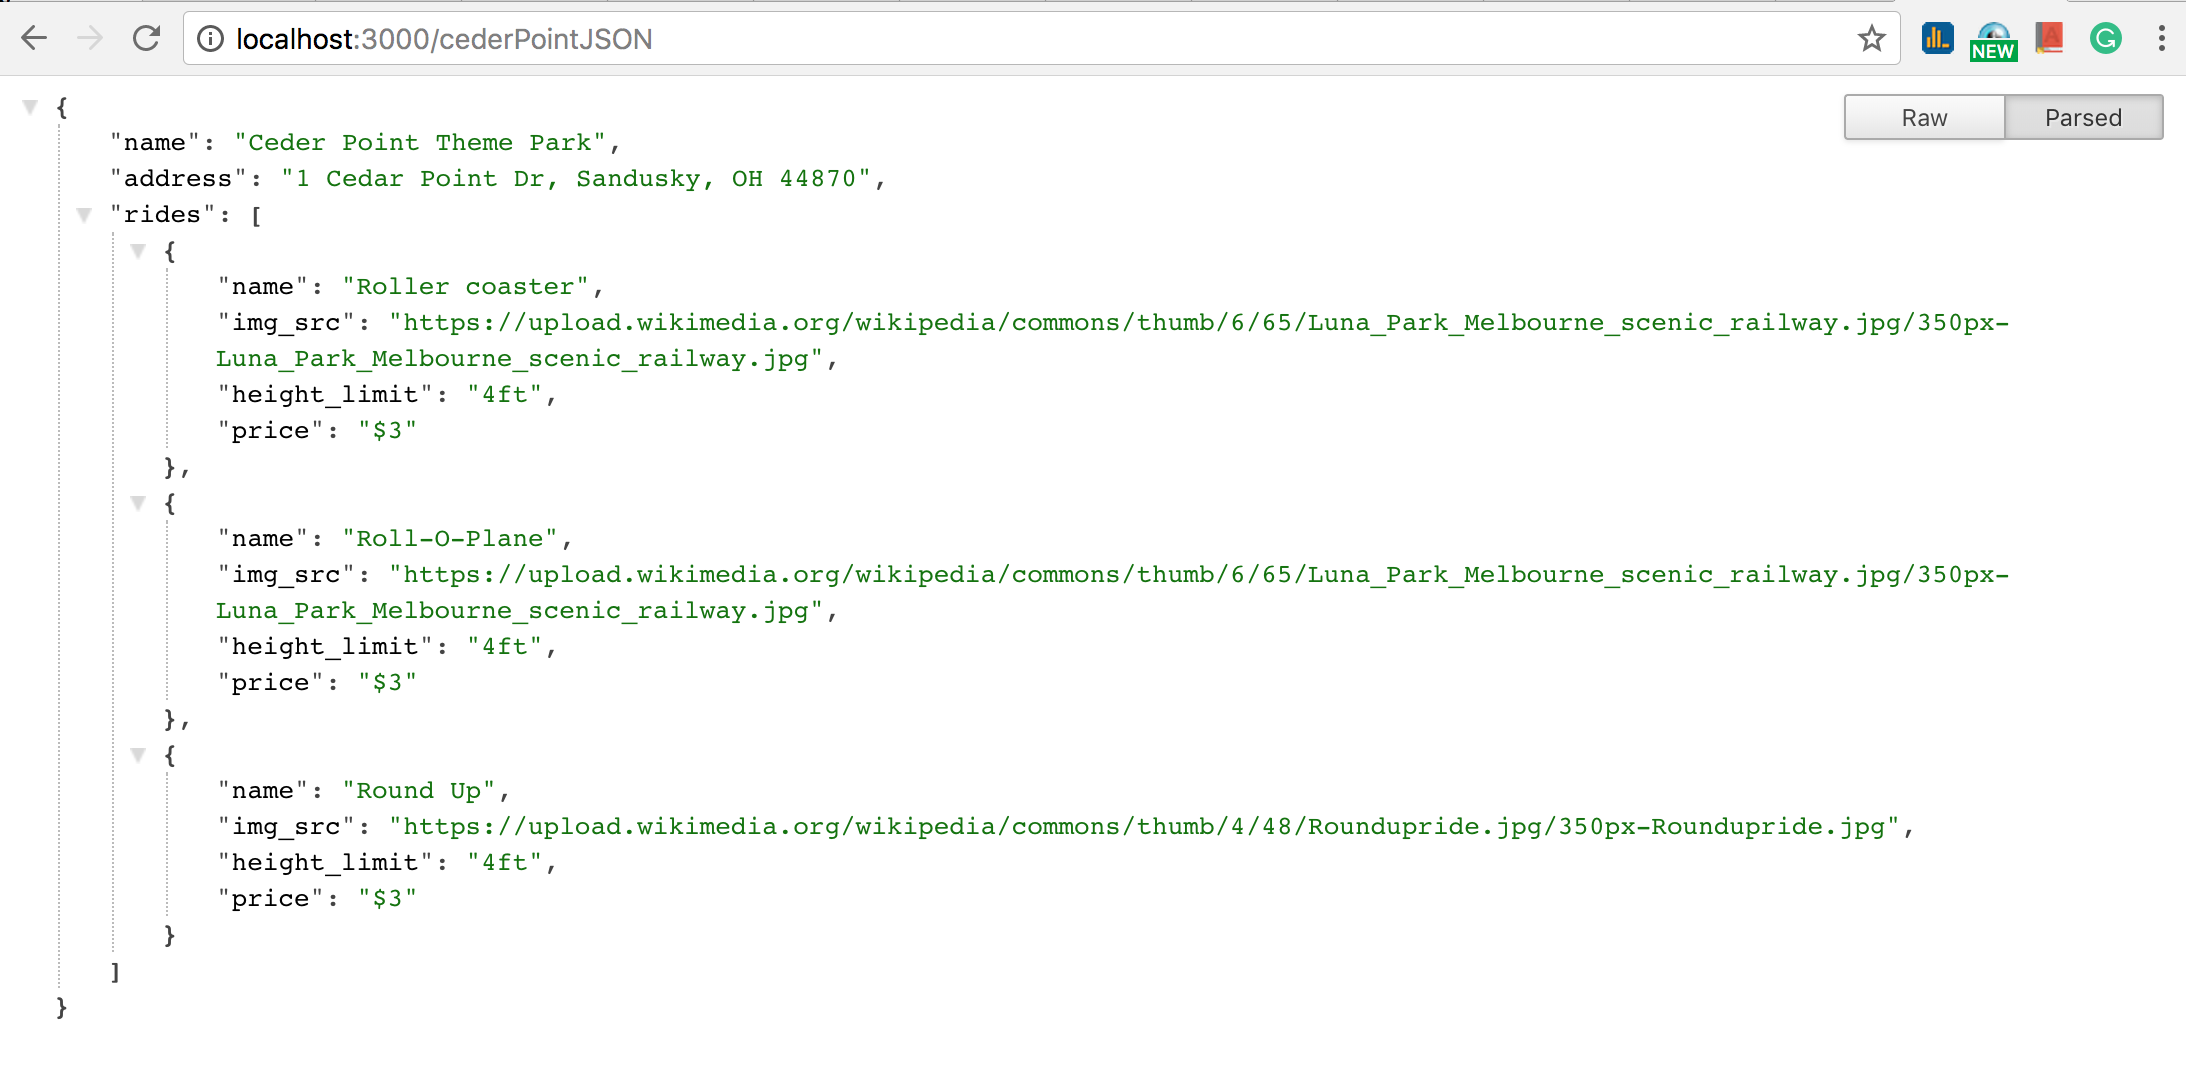 localhost:3000/cederPointJSON
NEW
Raw
Parsed
{
"name": "Ceder Point Theme Park",
"address": "1 Cedar Point Dr, Sandusky, OH 44870",
"rides": [
{
"name": "Roller coaster",
"img_src": "https://upload.wikimedia.org/wikipedia/commons/thumb/6/65/Luna_Park_Melbourne_scenic_railway.jpg/350px-
Luna_Park_Melbourne_scenic_railway.jpg",
"height_limit": "4ft",
"price": "$3"
},
{
"name": "Roll-O-Plane",
"img_src": "https://upload.wikimedia.org/wikipedia/commons/thumb/6/65/Luna_Park_Melbourne_scenic_railway.jpg/350px-
Luna_Park_Melbourne_scenic_railway.jpg",
"height_limit": "4ft",
"price": "$3"
},
{
"name": "Round Up",
"img_src": "https://upload.wikimedia.org/wikipedia/commons/thumb/4/48/Roundupride.jpg/350px-Roundupride.jpg",
"height_limit": "4ft",
"price": "$3"
}
]
}